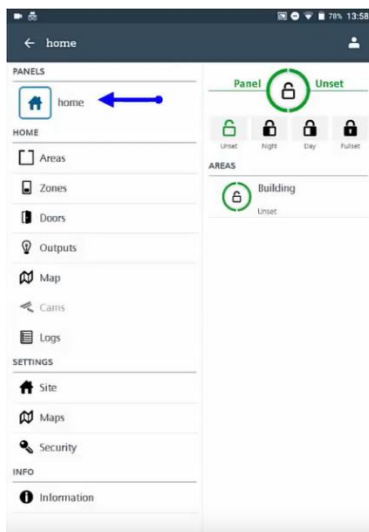 78% 13:58
home
PANELS
home
HOME
Areas
Zones
Doors
Outputs
Map
Cams
Logs
SETTINGS
Site
Maps
Security
INFO
Information
Panel Unset
Unset Night Day Fullset
AREAS
Building
Unset